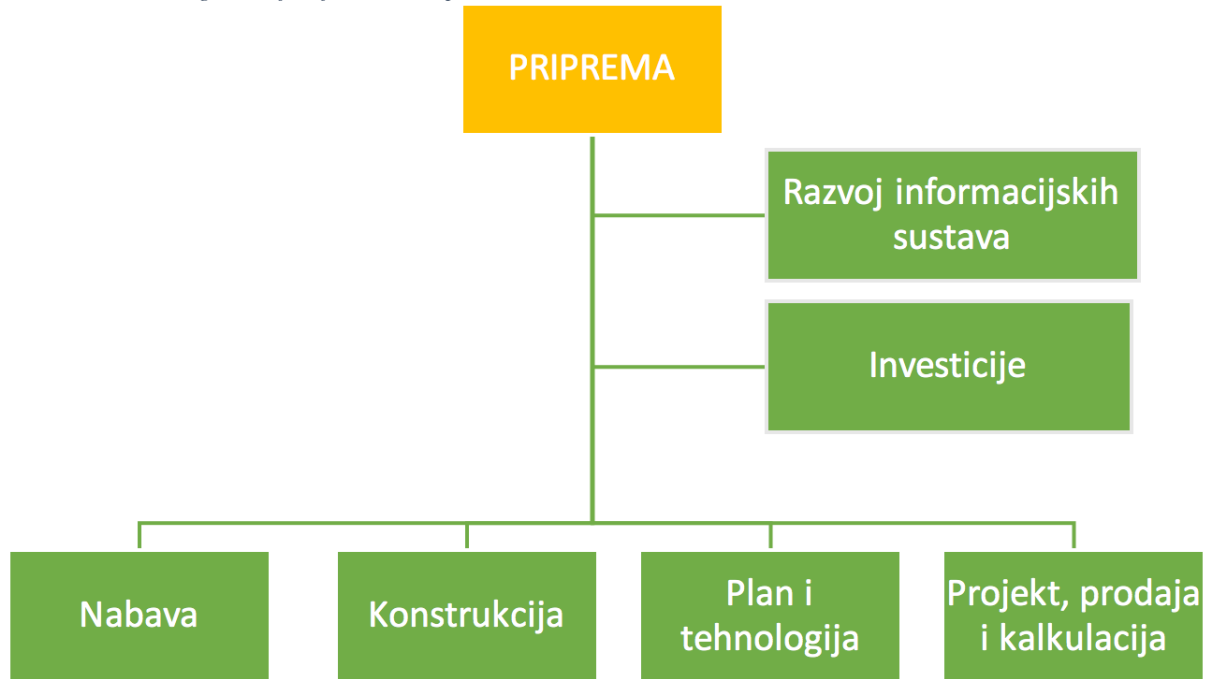 PRIPREMA
Razvoj informacijskih
sustava
Investicije
Nabava
Konstrukcija
Plan i
tehnologija
Projekt, prodaja
i kalkulacija